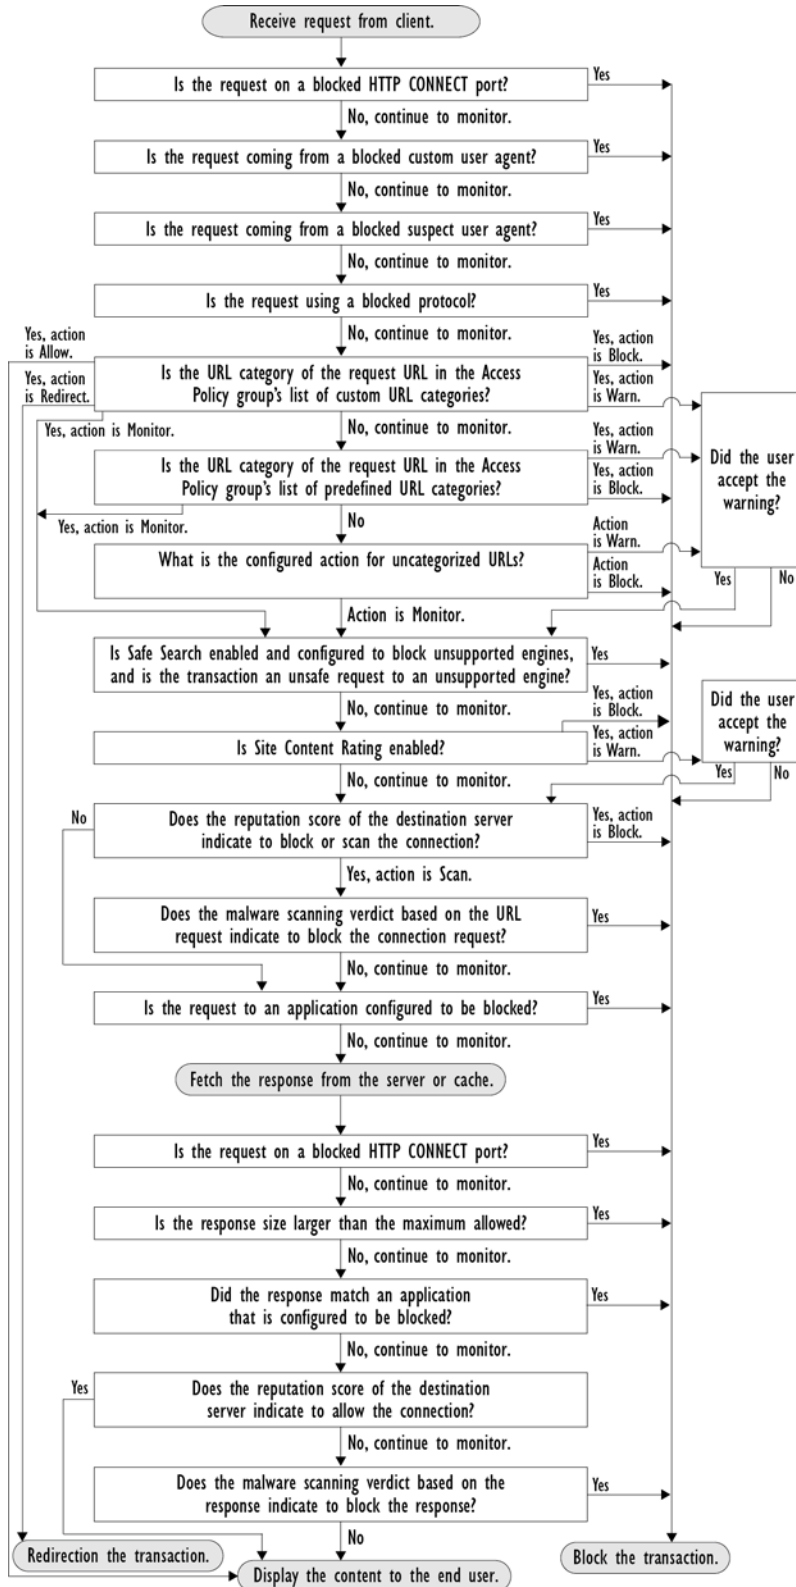 Receive request from client.
Is the request on a blocked HTTP CONNECT port?
Yes
No, continue to monitor.
Is the request coming from a blocked custom user agent?
Yes
No, continue to monitor.
Is the request coming from a blocked suspect user agent?
Yes
No, continue to monitor.
Is the request using a blocked protocol?
Yes
No, continue to monitor.
Yes, action
is Allow.
Yes, action
is Redirect.
Is the URL category of the request URL in the Access
Policy group's list of custom URL categories?
Yes, action
is Block.
Yes, action
is Warn.
Yes, action is Monitor.
No, continue to monitor.
Is the URL category of the request URL in the Access
Policy group's list of predefined URL categories?
Yes, action
is Warn.
Yes, action
is Block.
Did the user
accept the
warning?
Yes, action is Monitor.
No
What is the configured action for uncategorized URLs?
Action
is Warn.
Action
is Block.
Yes
No
Action is Monitor.
Is Safe Search enabled and configured to block unsupported engines,
and is the transaction an unsafe request to an unsupported engine?
Yes
No, continue to monitor.
Is Site Content Rating enabled?
Yes, action
is Block.
Yes, action
is Warn.
Did the user
accept the
warning?
Yes
No
No, continue to monitor.
No
Does the reputation score of the destination server
indicate to block or scan the connection?
Yes, action
is Block.
Yes, action is Scan.
Does the malware scanning verdict based on the URL
request indicate to block the connection request?
Yes
No, continue to monitor.
Is the request to an application configured to be blocked?
Yes
No, continue to monitor.
Fetch the response from the server or cache.
Is the request on a blocked HTTP CONNECT port?
Yes
No, continue to monitor.
Is the response size larger than the maximum allowed?
Yes
No, continue to monitor.
Did the response match an application
that is configured to be blocked?
Yes
No, continue to monitor.
Yes
Does the reputation score of the destination
server indicate to allow the connection?
No, continue to monitor.
Does the malware scanning verdict based on the
response indicate to block the response?
Yes
No
Redirection the transaction.
Display the content to the end user.
Block the transaction.